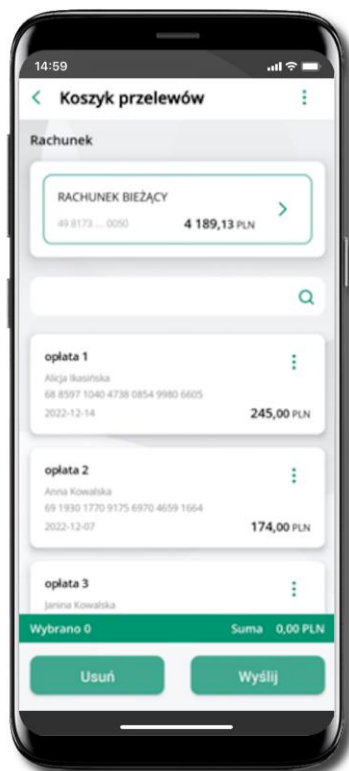 14:59
Koszyk przelewów
Rachunek
RACHUNEK BIEŻĄCY
49 8173 ... 0050 4 189,13 PLN
opłata 1
Alicja Ikasińska
68 8597 1040 4738 0854 9980 6605
2022-12-14 245,00 PLN
opłata 2
Anna Kowalska
69 1930 1770 9175 6970 4659 1664
2022-12-07 174,00 PLN
opłata 3
Janina Kowalska
Wybrano 0 Suma 0,00 PLN
Usuń Wyślij